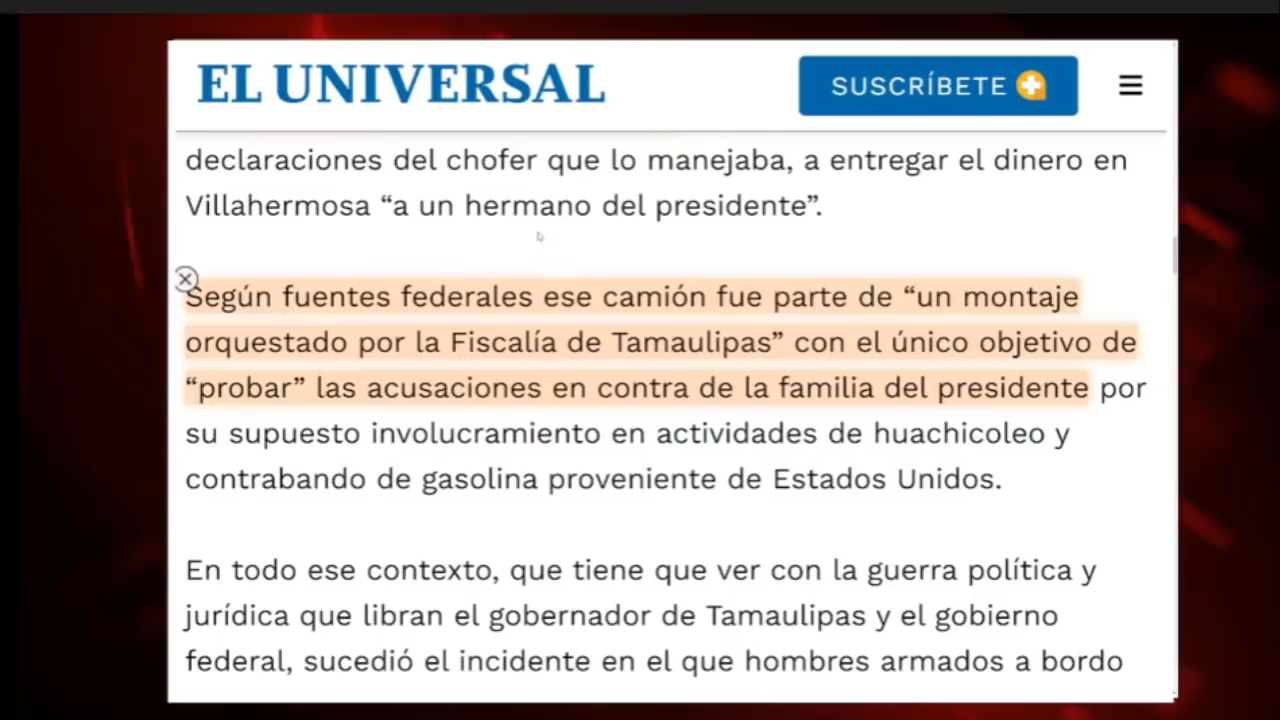 EL UNIVERSAL
SUSCRÍBETE
declaraciones del chofer que lo manejaba, a entregar el dinero en
Villahermosa “a un hermano del presidente”.
Según fuentes federales ese camión fue parte de “un montaje
orquestado por la Fiscalía de Tamaulipas” con el único objetivo de
“probar” las acusaciones en contra de la familia del presidente por
su supuesto involucramiento en actividades de huachicoleo y
contrabando de gasolina proveniente de Estados Unidos.
En todo ese contexto, que tiene que ver con la guerra política y
jurídica que libran el gobernador de Tamaulipas y el gobierno
federal, sucedió el incidente en el que hombres armados a bordo